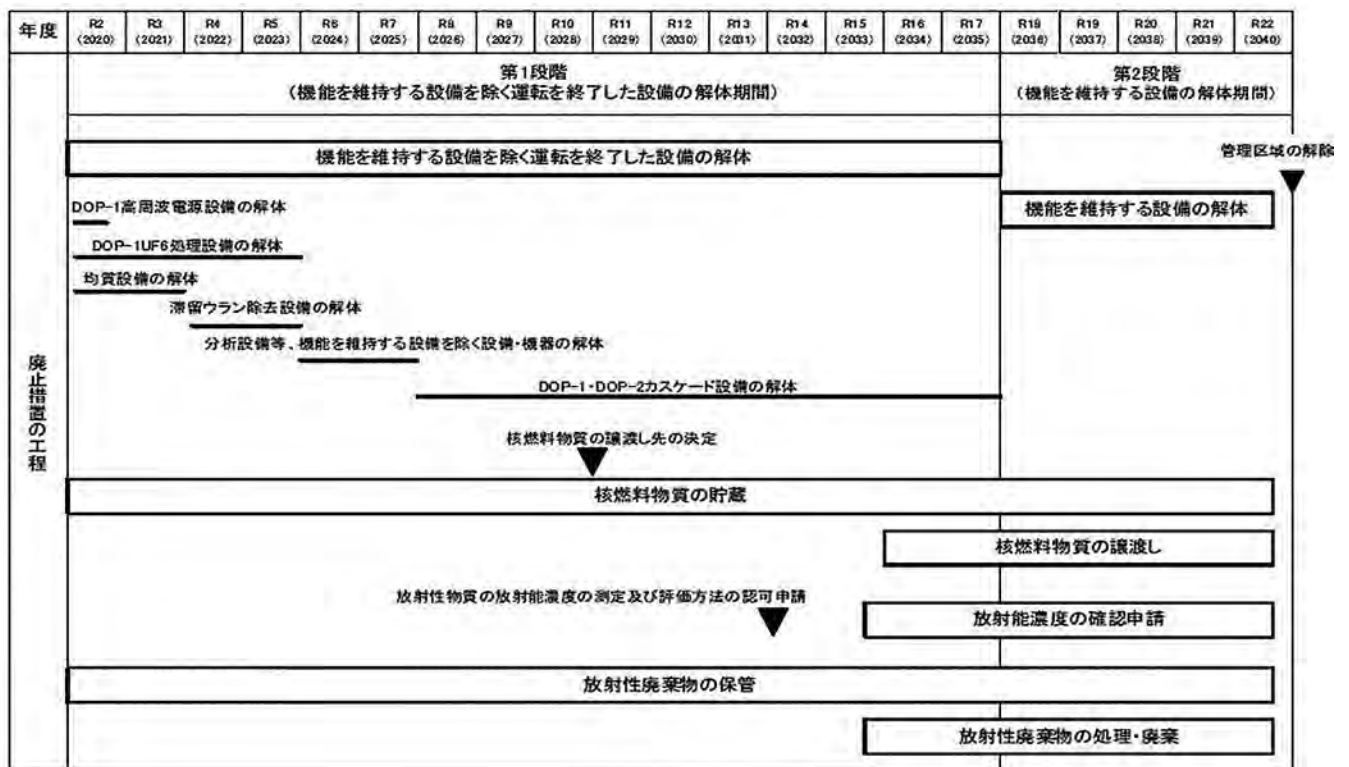 年度 R2 R3 R4 R5 R6 R7 R8 R9 R10 R11 R12 R13 R14 R15 R16 R17 R18 R19 R20 R21 R22
(2020) (2021) (2022) (2023) (2024) (2025) (2026) (2027) (2028) (2029) (2030) (2031) (2032) (2033) (2034) (2035) (2036) (2037) (2038) (2039) (2040)
第1段階
(機能を維持する設備を除く運転を終了した設備の解体期間)
第2段階
(機能を維持する設備の解体期間)
廃止措置の工程
機能を維持する設備を除く運転を終了した設備の解体
管理区域の解除
DOP-1高周波電源設備の解体
機能を維持する設備の解体
DOP-1UF6処理設備の解体
均質設備の解体
滞留ウラン除去設備の解体
分析設備等、機能を維持する設備を除く設備・機器の解体
DOP-1・DOP-2カスケード設備の解体
核燃料物質の譲渡し先の決定
核燃料物質の貯蔵
核燃料物質の譲渡し
放射性物質の放射能濃度の測定及び評価方法の認可申請
放射能濃度の確認申請
放射性廃棄物の保管
放射性廃棄物の処理・廃棄